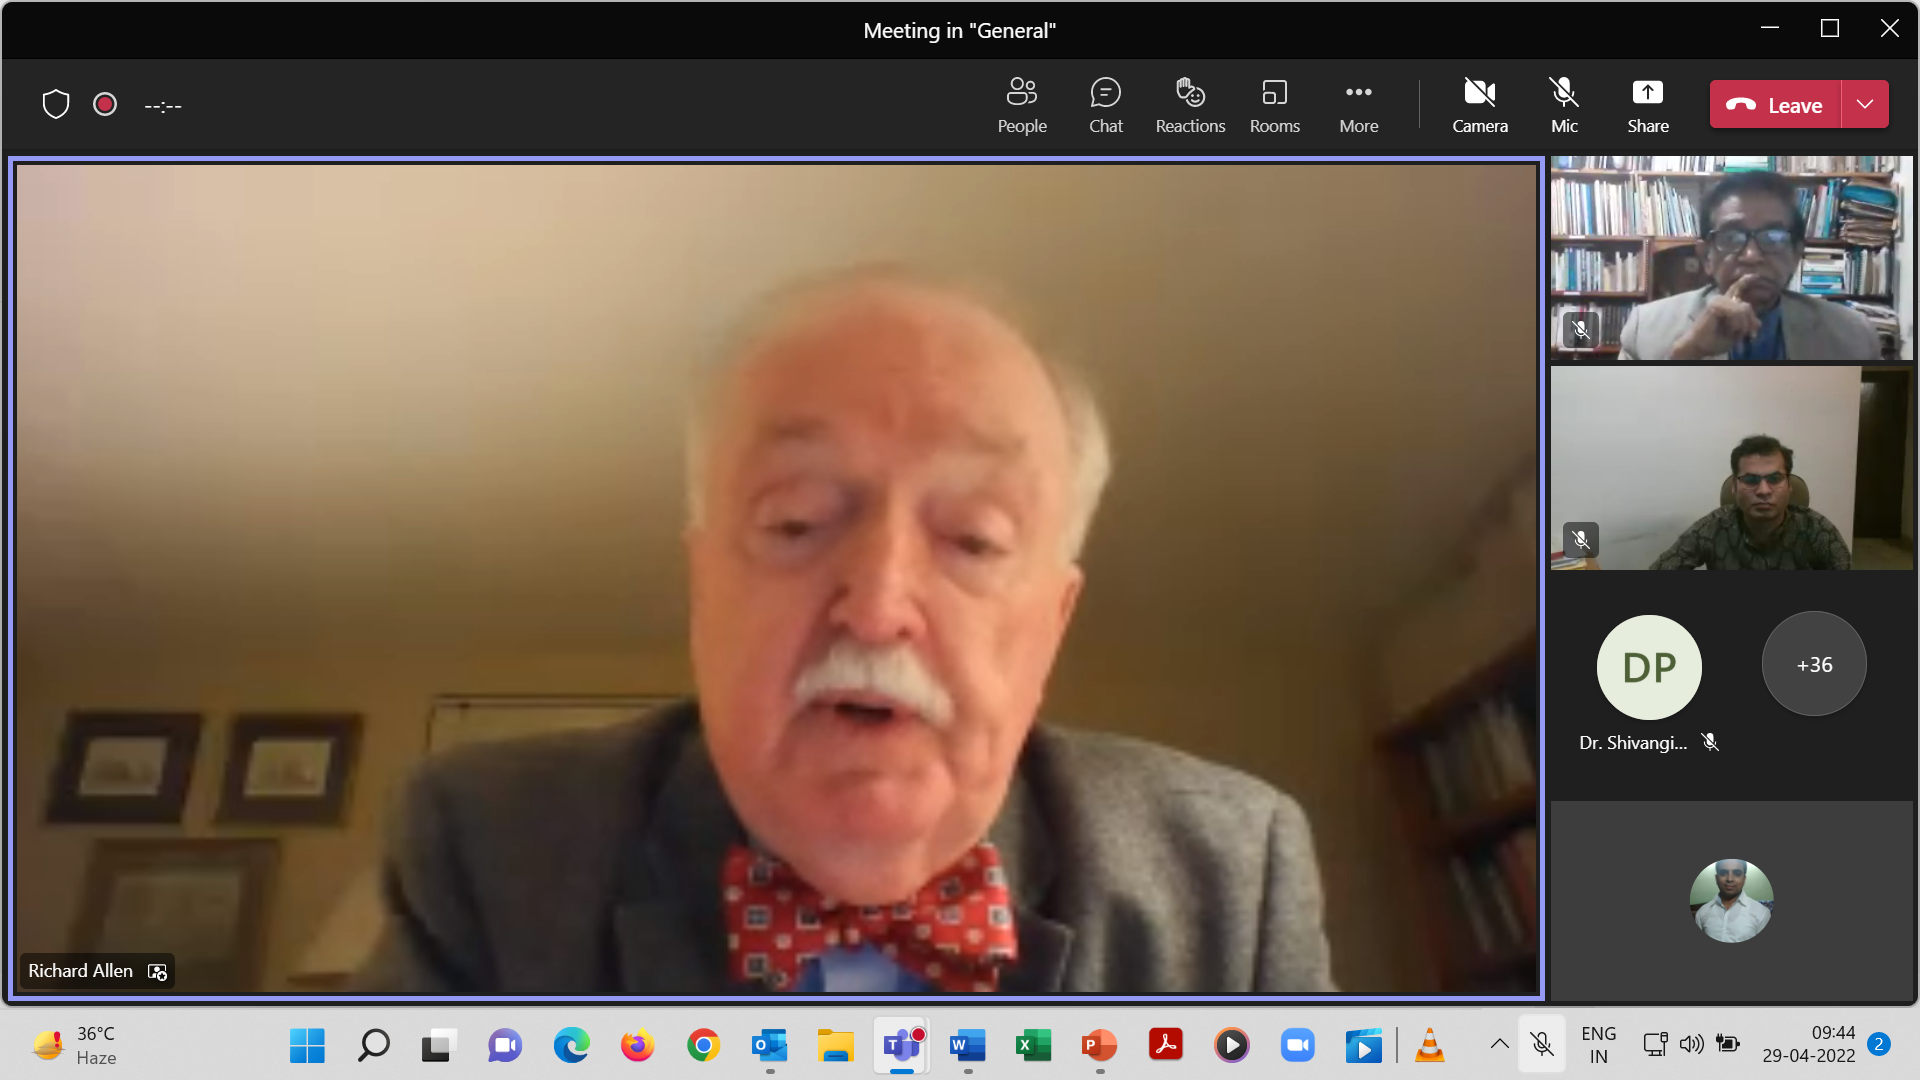 Meeting in "General"
--:--
People
Chat
Reactions
Rooms
More
Camera
Mic
Share
Leave
DP
+36
Dr. Shivangi...
Richard Allen
36°C
Haze
ENG
IN
09:44
29-04-2022
2